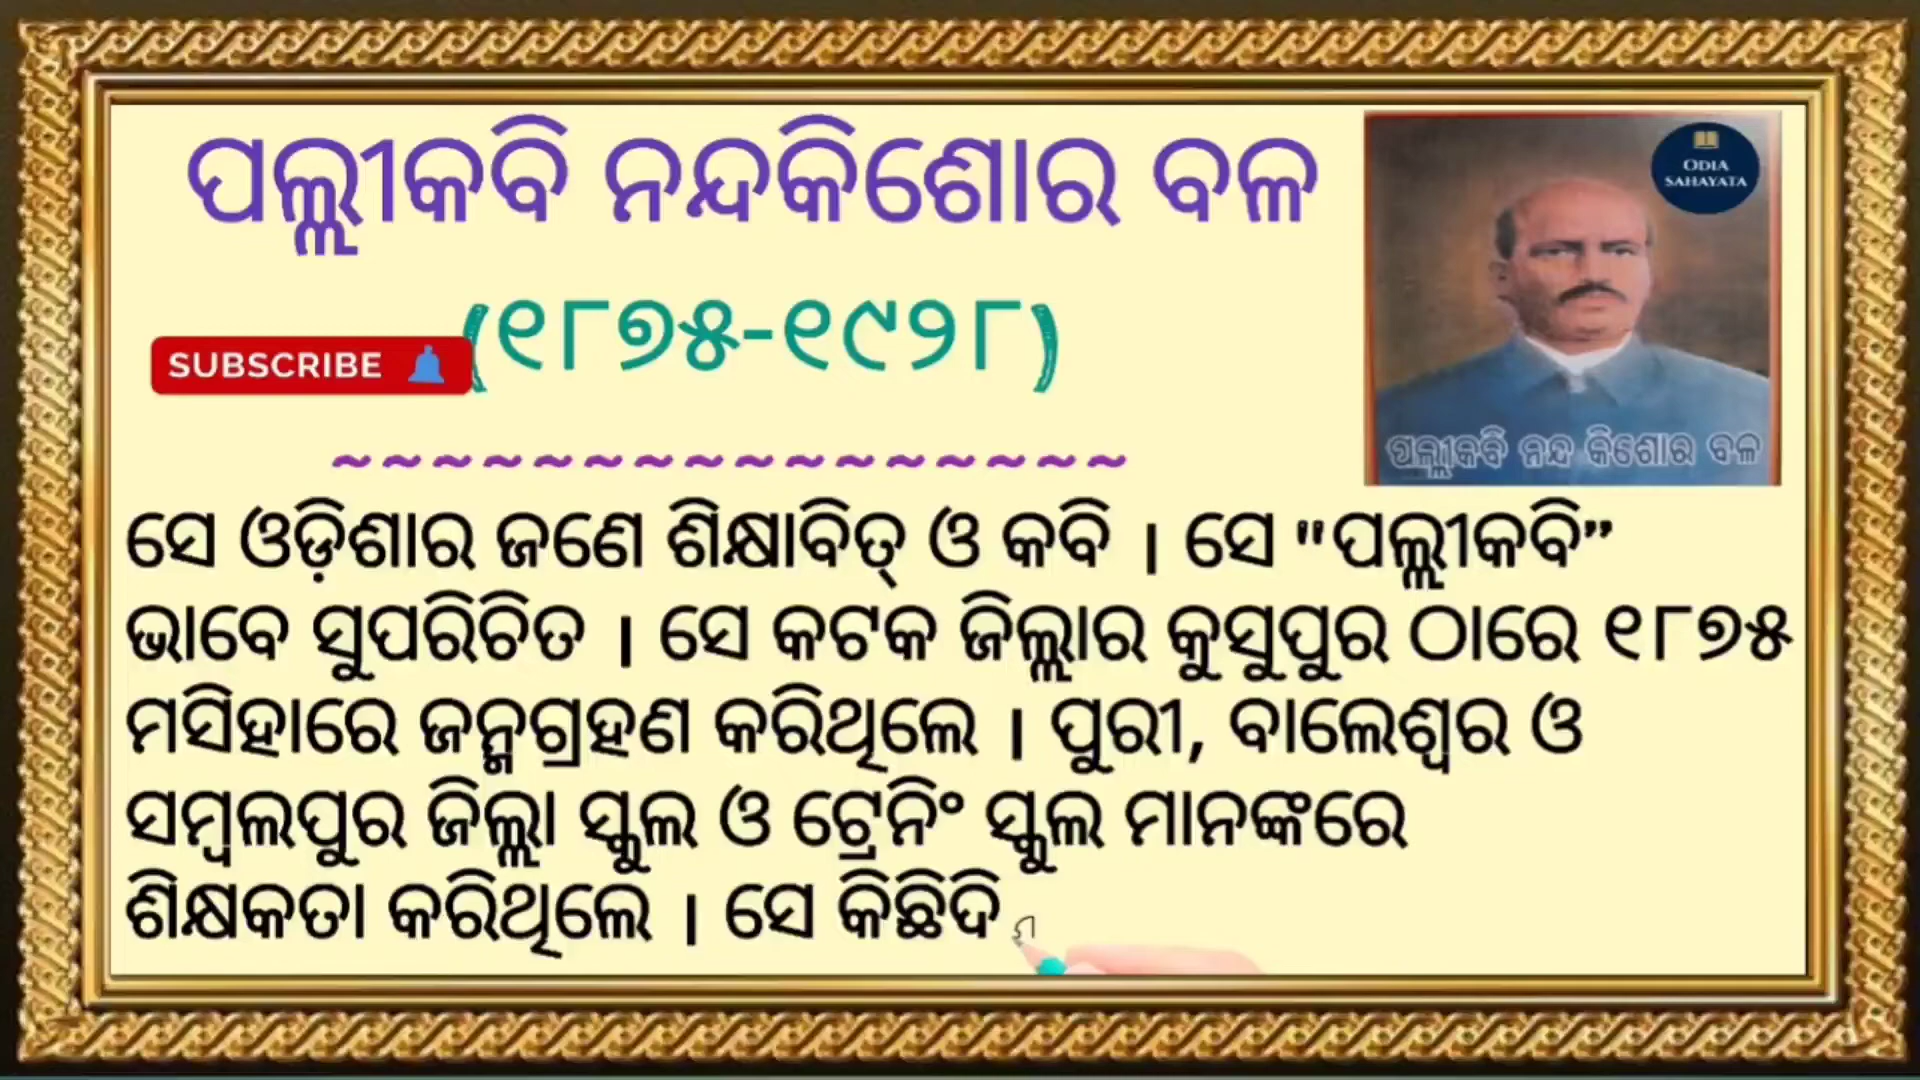 ପଲ୍ଲୀକବି ନନ୍ଦକିଶୋର ବଳ
ODIA
SAHAYATA
(୧୮୭୫-୧୯୨୮)
SUBSCRIBE
ପଲ୍ଲୀକବି ନନ୍ଦ କିଶୋର ବଳ
~~~~~~~~~~~~~~~~
ସେ ଓଡ଼ିଶାର ଜଣେ ଶିକ୍ଷାବିତ୍ ଓ କବି । ସେ "ପଲ୍ଲୀକବି”
ଭାବେ ସୁପରିଚିତ । ସେ କଟକ ଜିଲ୍ଲାର କୁସୁପୁର ଠାରେ ୧୮୭୫
ମସିହାରେ ଜନ୍ମଗ୍ରହଣ କରିଥିଲେ । ପୁରୀ, ବାଲେଶ୍ୱର ଓ
ସମ୍ବଲପୁର ଜିଲ୍ଲା ସ୍କୁଲ ଓ ଟ୍ରେନିଂ ସ୍କୁଲ ମାନଙ୍କରେ
ଶିକ୍ଷକତା କରିଥିଲେ । ସେ କିଛିଦି